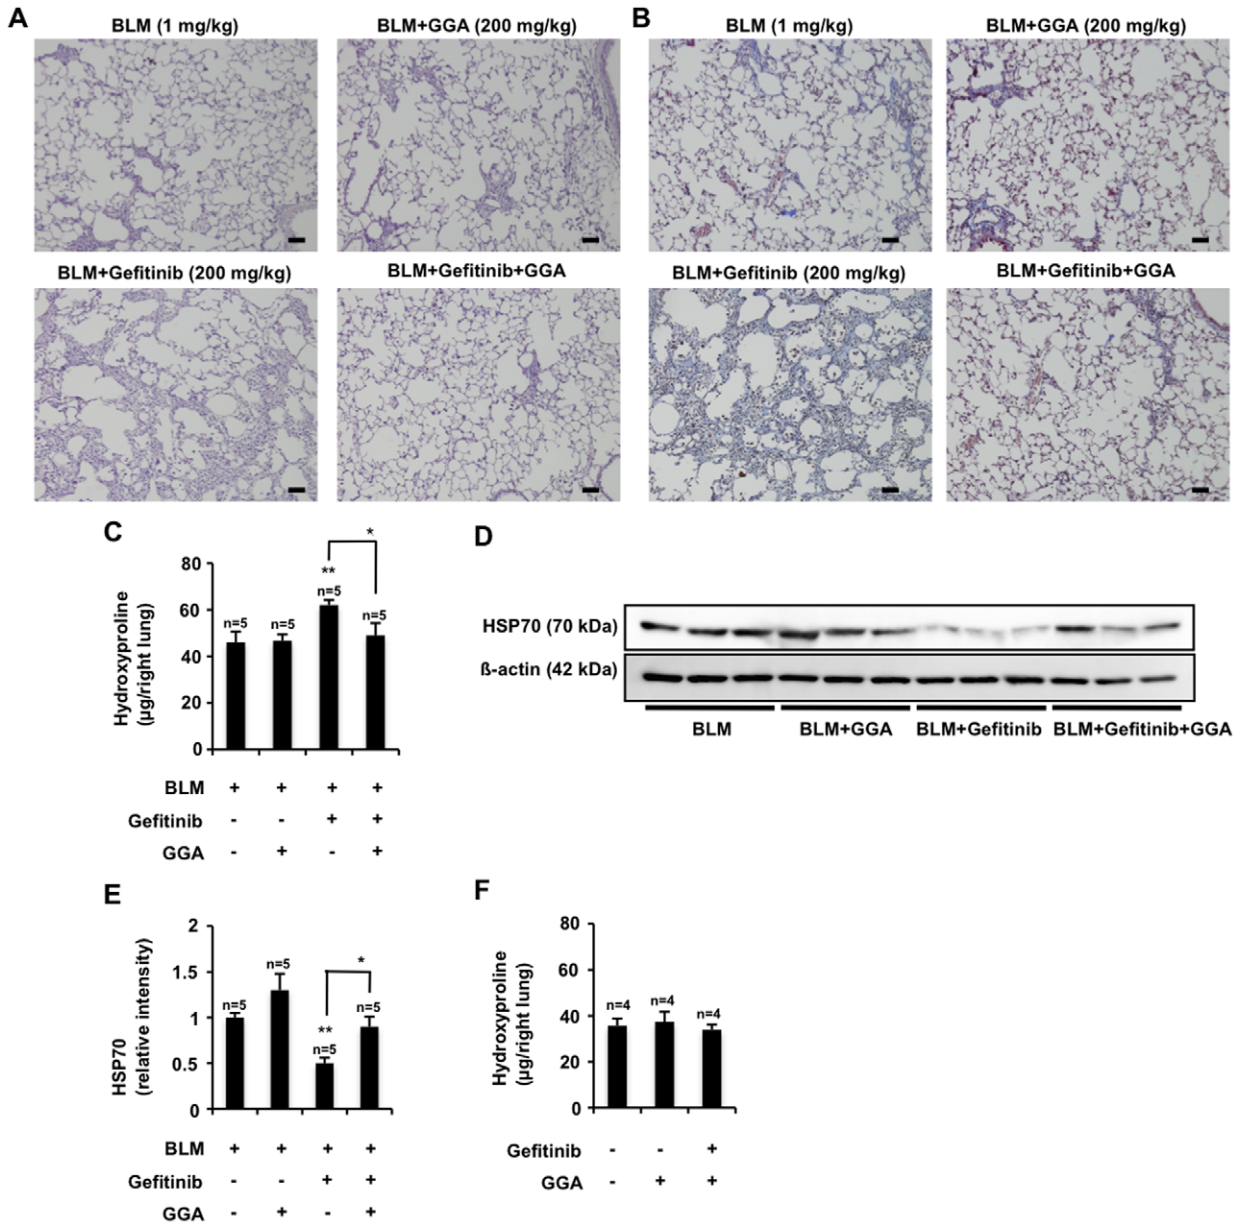 A
B
BLM (1 mg/kg)
BLM+GGA (200 mg/kg)
BLM (1 mg/kg)
BLM+GGA (200 mg/kg)
BLM+Gefitinib (200 mg/kg)
BLM+Gefitinib+GGA
BLM+Gefitinib (200 mg/kg)
BLM+Gefitinib+GGA
C
Hydroxyproline
(µg/right lung)
80
60
40
20
0
n=5
n=5
**
n=5
*
n=5
BLM + + + +
Gefitinib - - + +
GGA - + - +
D
HSP70 (70 kDa)
ß-actin (42 kDa)
BLM
BLM+GGA
BLM+Gefitinib
BLM+Gefitinib+GGA
E
HSP70
(relative intensity)
2
1.5
1
0.5
0
n=5
n=5
**
n=5
*
n=5
BLM + + + +
Gefitinib - - + +
GGA - + - +
F
Hydroxyproline
(µg/right lung)
80
60
40
20
0
n=4
n=4
n=4
Gefitinib - - +
GGA - + +